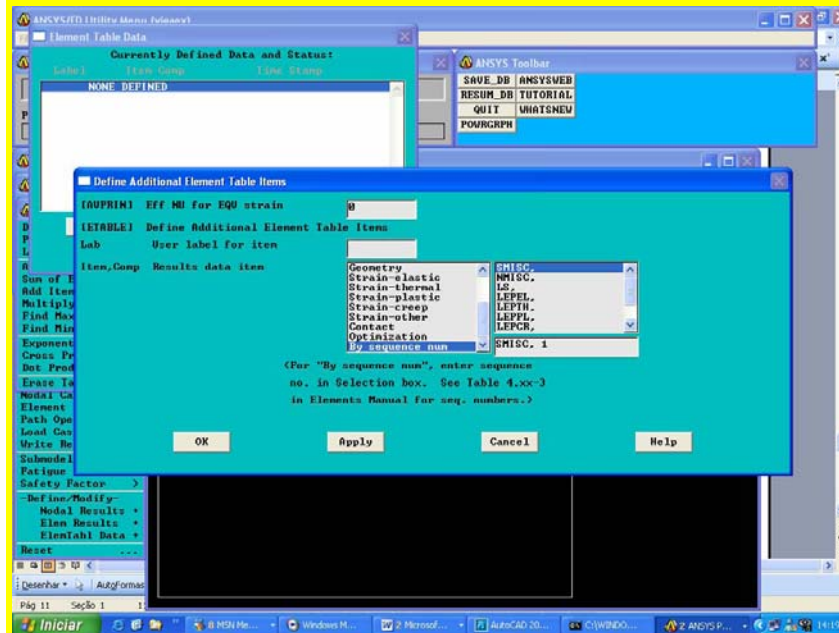 ANSYS/ED Utility Menu (viganx)
Element Table Data
Currently Defined Data and Status:
Label Item Comp Time Stamp
NONE DEFINED
ANSYS Toolbar
SAVE_DB ANSYSWEB
RESUM_DB TUTORIAL
QUIT WHATSNEW
POWRGRPH
Define Additional Element Table Items
[AVPRIN] Eff NU for EQV strain 0
[ETABLE] Define Additional Element Table Items
Lab User label for item
Item,Comp Results data item
Geometry
Strain-elastic
Strain-thermal
Strain-plastic
Strain-creep
Strain-other
Contact
Optimization
By sequence num
SMISC,
NMISC,
LS,
LEPEL,
LEPTH,
LEPPL,
LEPCR,
SMISC, 1
(For "By sequence num", enter sequence
no. in Selection box. See Table 4.xx-3
in Elements Manual for seq. numbers.)
OK Apply Cancel Help
Sum of E
Add Item
Multiply
Find Max
Find Min
Exponent
Cross Pr
Dot Prod
Erase Ta
Nodal Ca
Element
Path Ope
Load Cas
Write Re
Submodel
Fatigue
Safety Factor >
-Define/Modify-
Nodal Results +
Elem Results +
ElemTabl Data +
Reset ...
Desenhar AutoFormas
Pág 11 Seção 1 1
Iniciar 8 MSN Me... Windows M... 2 Microsof... AutoCAD 20... C:\WINDO... 2 ANSYS P... 14:0